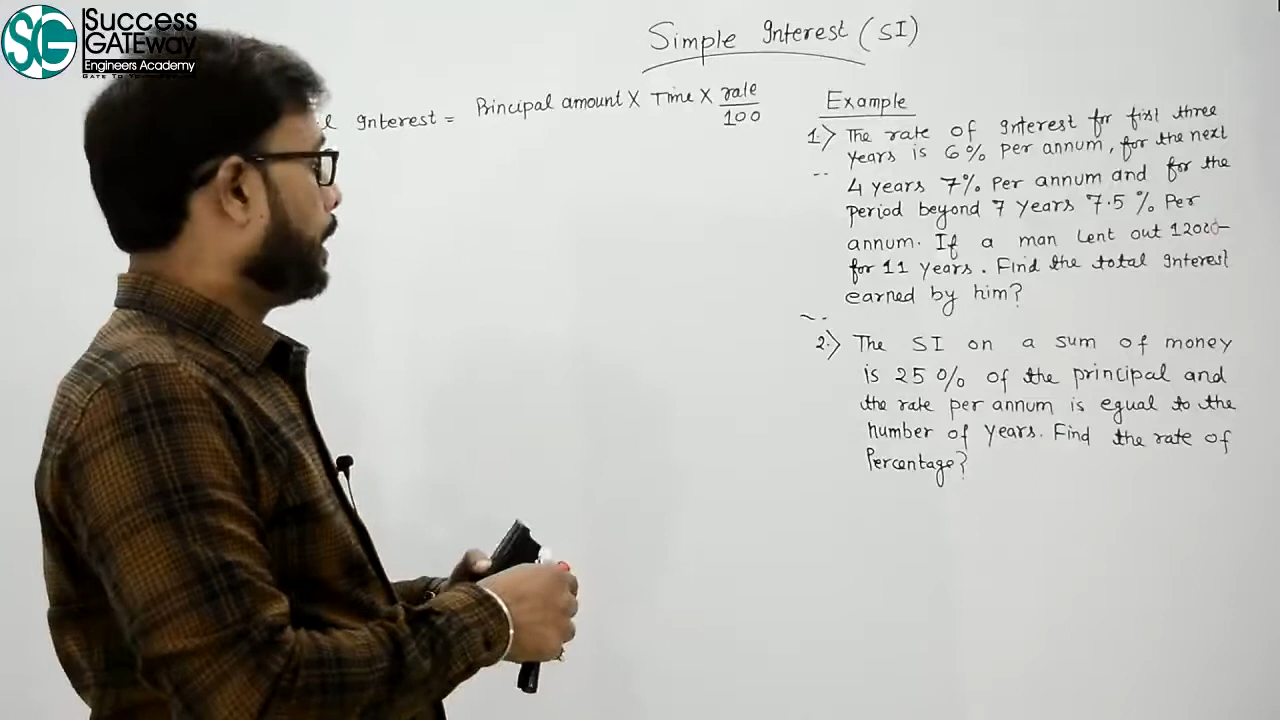 Success
GATEway
Engineers Academy
Simple Interest (SI)
Interest = Principal amount X Time X rate
100
Example
1.) The rate of Interest for first three
years is 6% per annum, for the next
4 years 7% Per annum and for the
period beyond 7 years 7.5 % Per
annum. If a man lent out
for 11 years. Find the total Interest
earned by him?
2.) The SI on a sum of money
is 25% of the principal and
the rate per annum is equal to the
number of years. Find the rate of
Percentage?